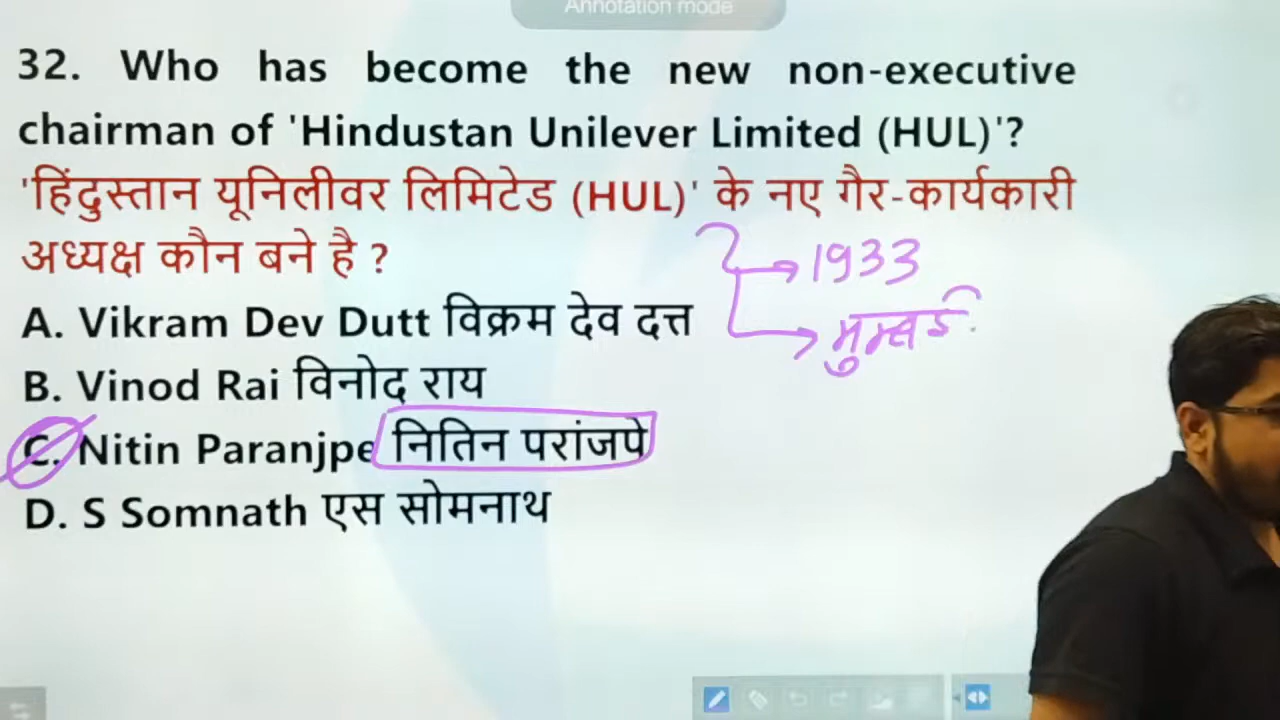 Annotation mode
32. Who has become the new non-executive
chairman of 'Hindustan Unilever Limited (HUL)'?
'हिंदुस्तान यूनिलीवर लिमिटेड (HUL)' के नए गैर-कार्यकारी
अध्यक्ष कौन बने है ?
1933
A. Vikram Dev Dutt विक्रम देव दत्त
मुम्बई
B. Vinod Rai विनोद राय
C. Nitin Paranjpe नितिन परांजपे
D. S Somnath एस सोमनाथ